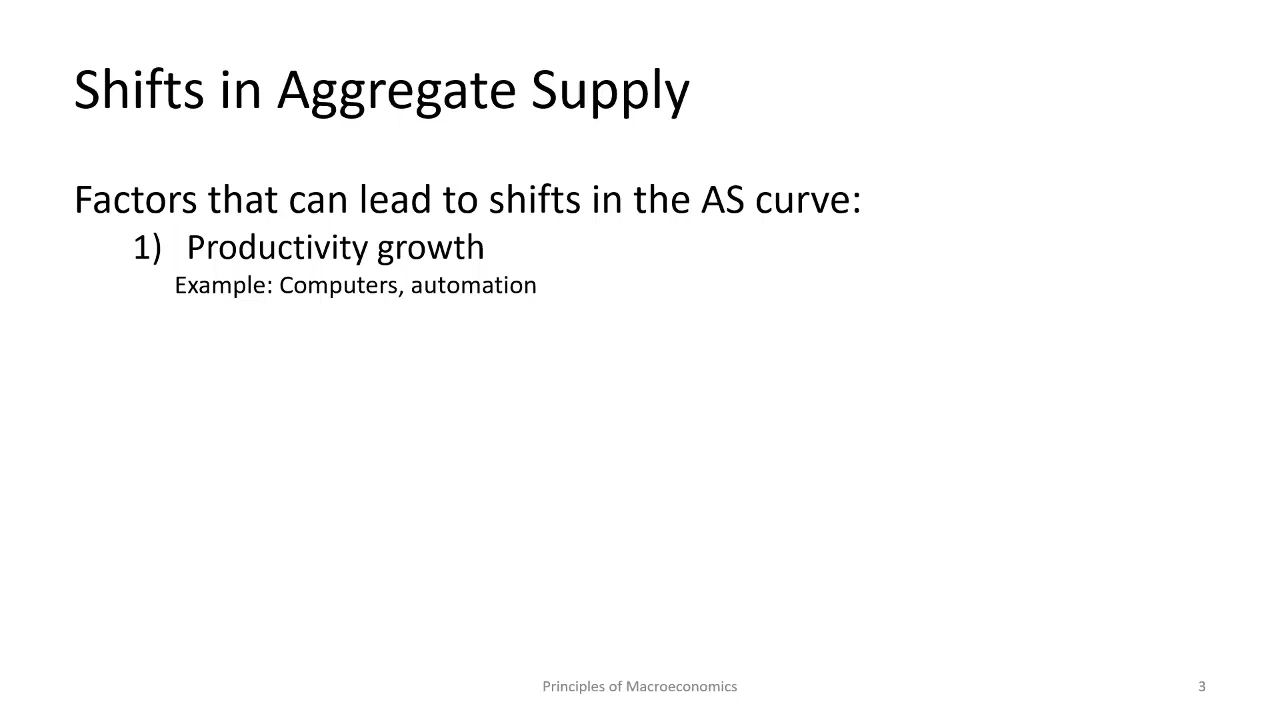 Shifts in Aggregate Supply
Factors that can lead to shifts in the AS curve:
1) Productivity growth
Example: Computers, automation
Principles of Macroeconomics
3